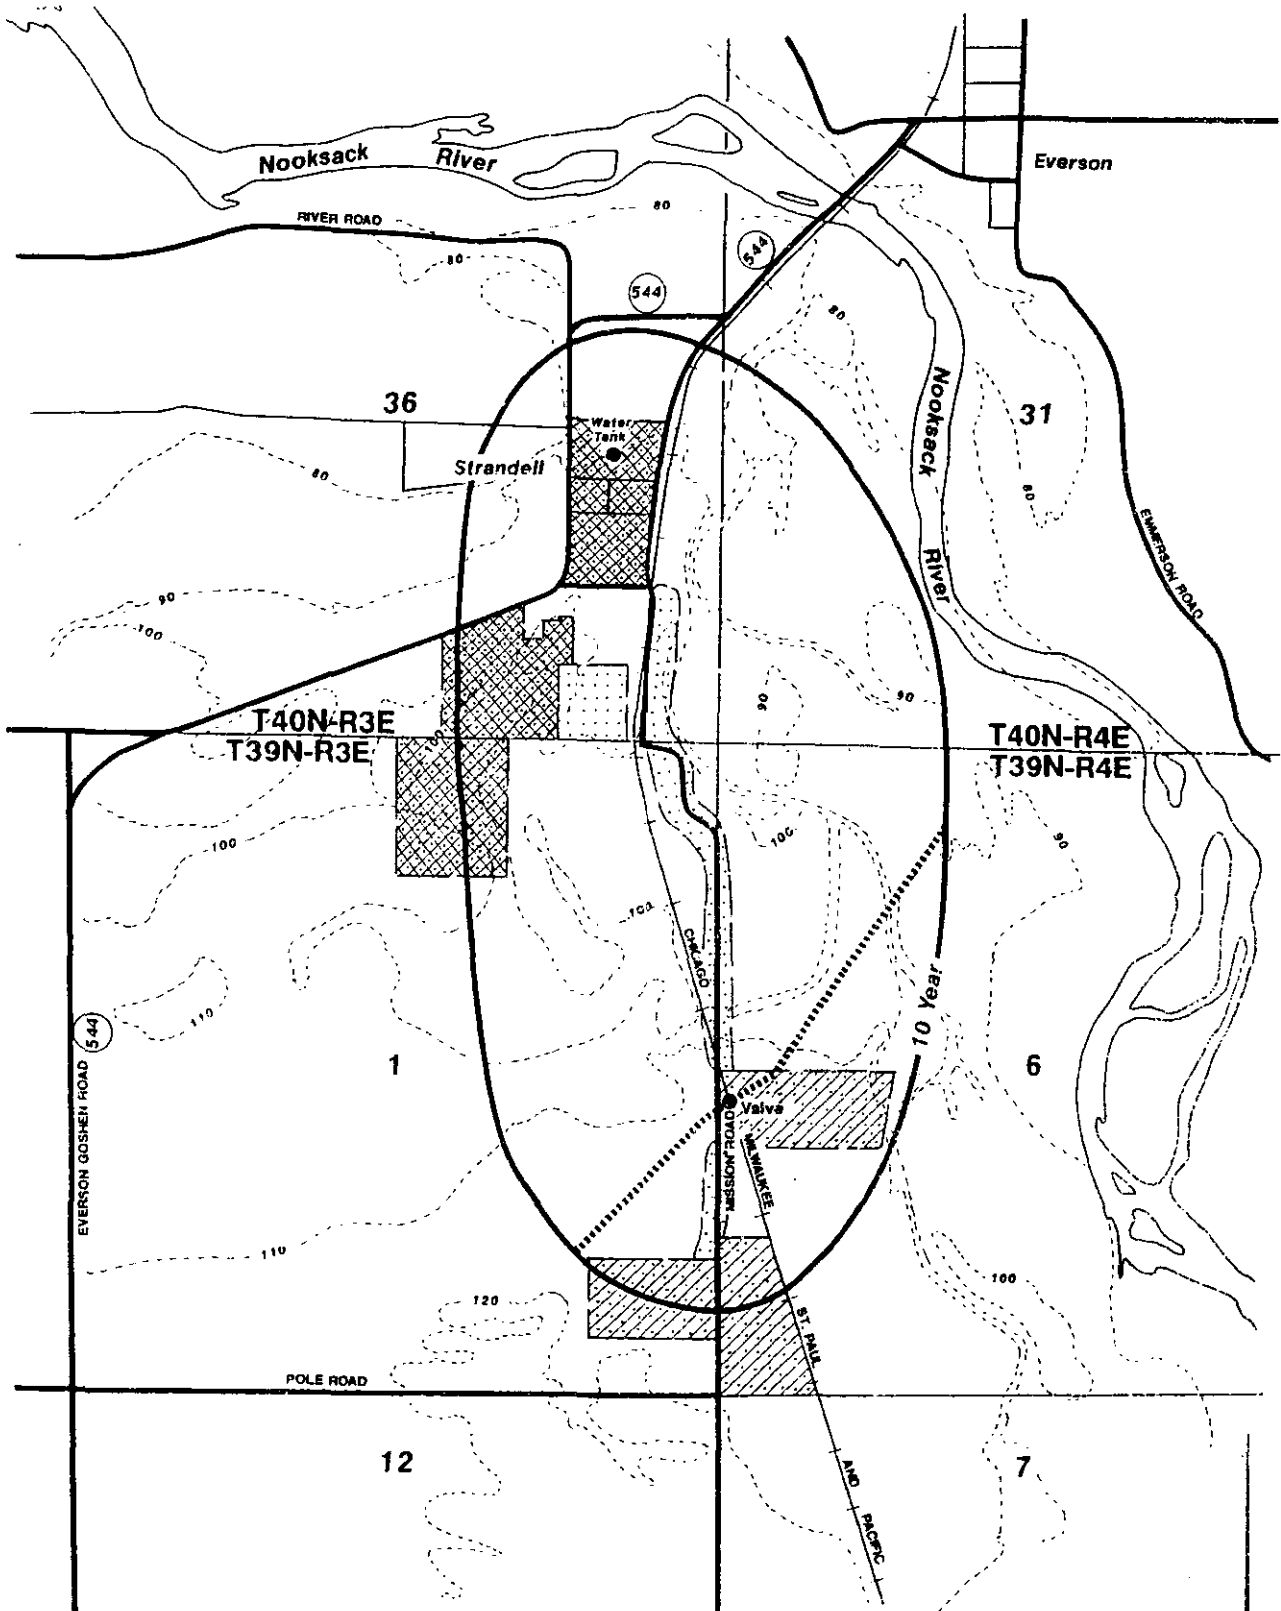 Nooksack River
Everson
RIVER ROAD
80
80
544
544
80
36
31
Water
Tank
Strandell
Nooksack River
80
80
EMMERSON ROAD
90
100
90
90
T40N-R3E
T39N-R3E
100
T40N-R4E
T39N-R4E
100
100
90
100
CHICAGO
110
544
10 Year
1
6
EVERSON GOSHEN ROAD
Valve
MISSION ROAD
MILWAUKEE
110
100
120
ST. PAUL
POLE ROAD
12
7
AND
PACIFIC